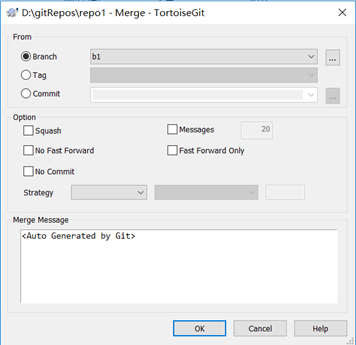 D:\gitRepos\repo1 - Merge - TortoiseGit
From
Branch
b1
...
Tag
Commit
...
Option
Squash
Messages
20
No Fast Forward
Fast Forward Only
No Commit
Strategy
Merge Message
<Auto Generated by Git>
OK
Cancel
Help